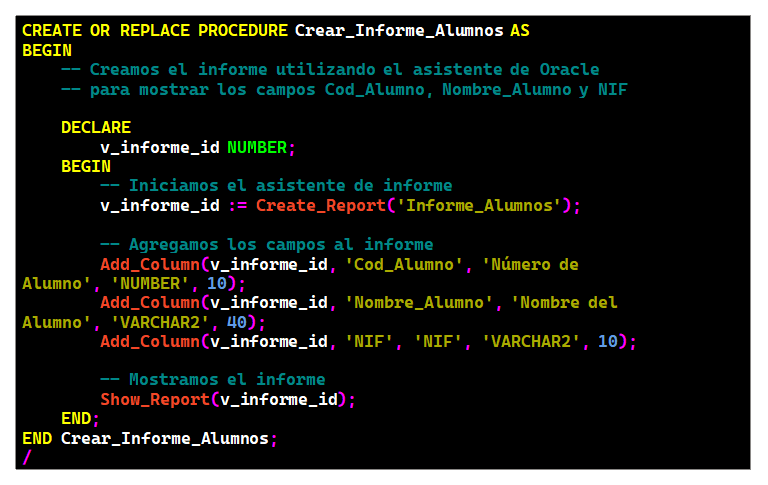 CREATE OR REPLACE PROCEDURE Crear_Informe_Alumnos AS
BEGIN
    -- Creamos el informe utilizando el asistente de Oracle
    -- para mostrar los campos Cod_Alumno, Nombre_Alumno y NIF

    DECLARE
        v_informe_id NUMBER;
    BEGIN
        -- Iniciamos el asistente de informe
        v_informe_id := Create_Report('Informe_Alumnos');

        -- Agregamos los campos al informe
        Add_Column(v_informe_id, 'Cod_Alumno', 'Número de
Alumno', 'NUMBER', 10);
        Add_Column(v_informe_id, 'Nombre_Alumno', 'Nombre del
Alumno', 'VARCHAR2', 40);
        Add_Column(v_informe_id, 'NIF', 'NIF', 'VARCHAR2', 10);

        -- Mostramos el informe
        Show_Report(v_informe_id);
    END;
END Crear_Informe_Alumnos;
/